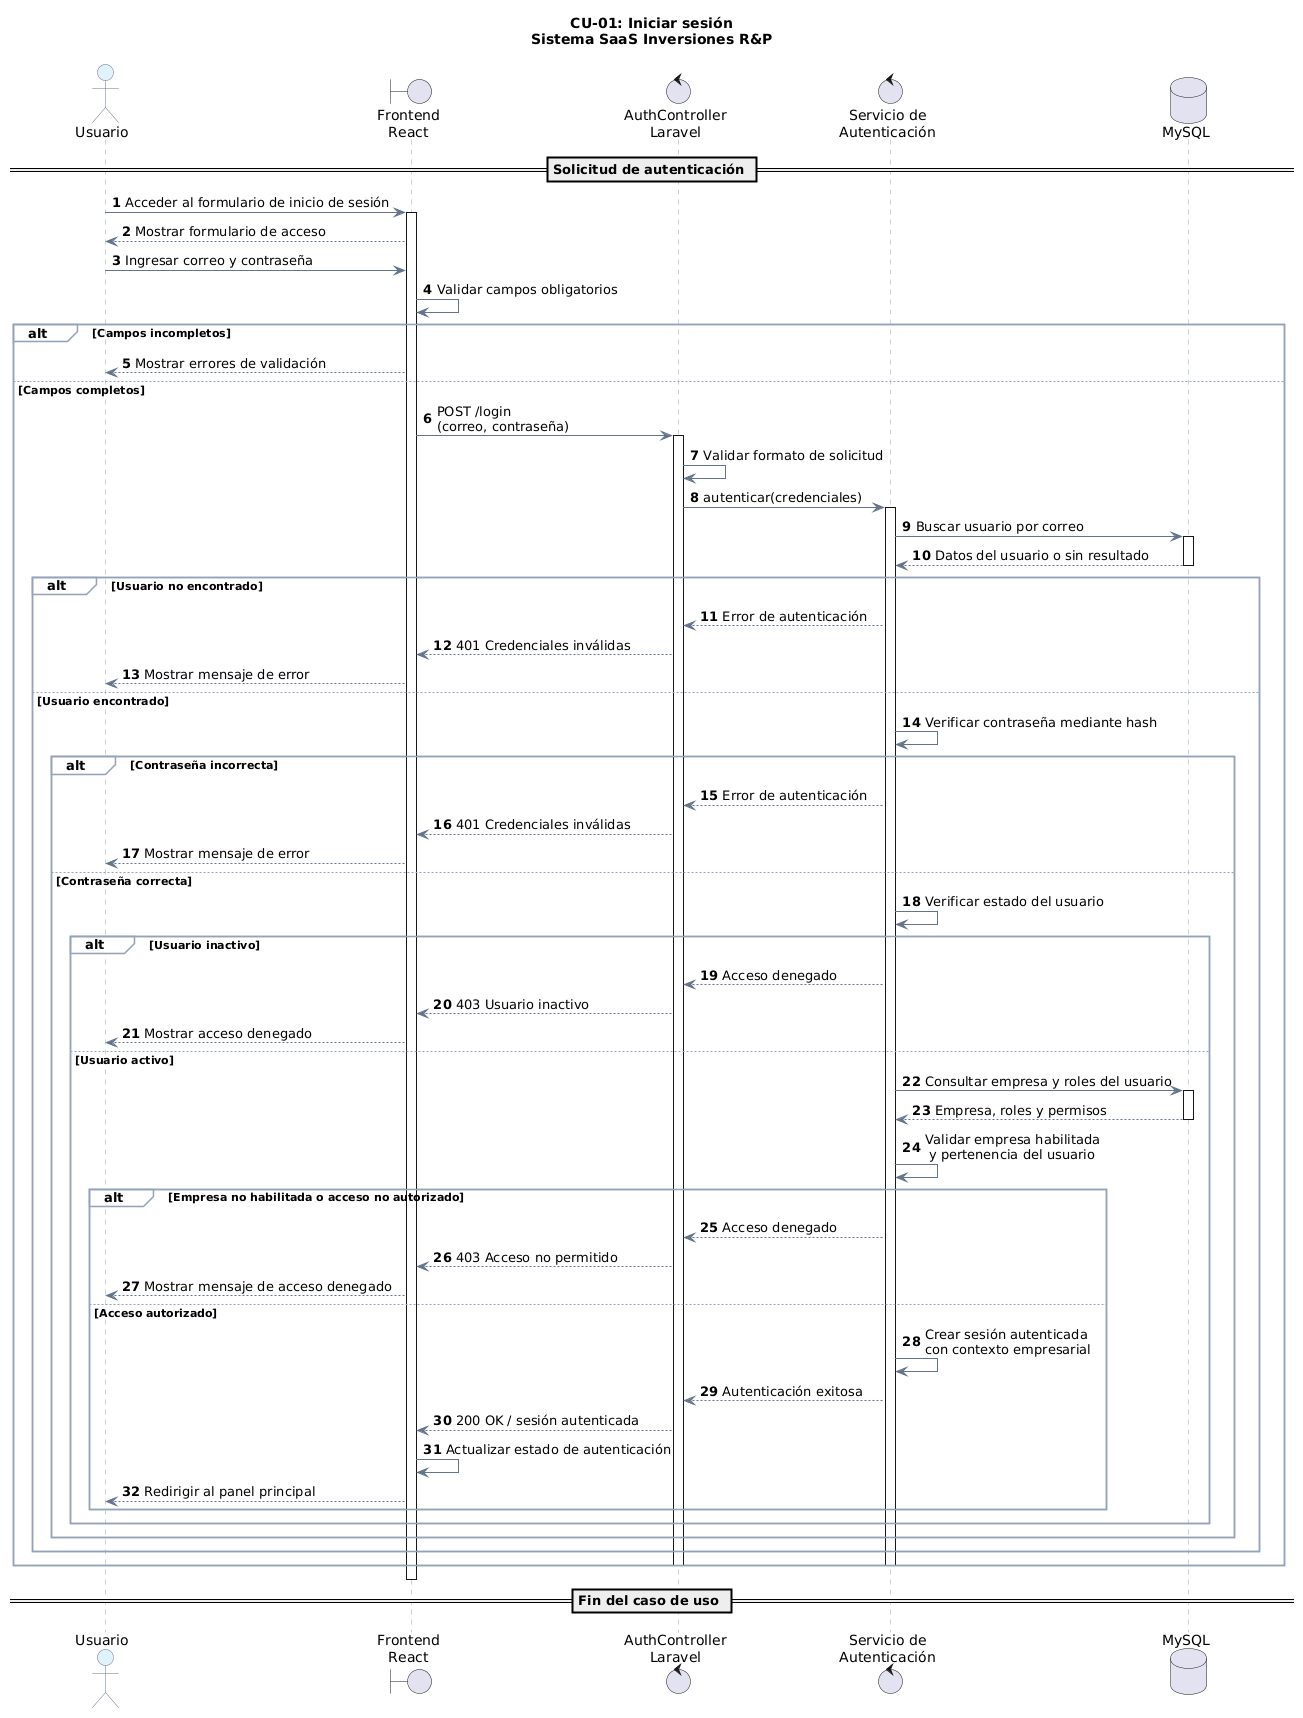 CU-01: Iniciar sesión
Sistema SaaS Inversiones R&P
Usuario
Frontend
React
AuthController
Laravel
Servicio de
Autenticación
MySQL
Solicitud de autenticación
1 Acceder al formulario de inicio de sesión
2 Mostrar formulario de acceso
3 Ingresar correo y contraseña
4 Validar campos obligatorios
alt [Campos incompletos]
5 Mostrar errores de validación
[Campos completos]
6 POST /login
(correo, contraseña)
7 Validar formato de solicitud
8 autenticar(credenciales)
9 Buscar usuario por correo
10 Datos del usuario o sin resultado
alt [Usuario no encontrado]
11 Error de autenticación
12 401 Credenciales inválidas
13 Mostrar mensaje de error
[Usuario encontrado]
14 Verificar contraseña mediante hash
alt [Contraseña incorrecta]
15 Error de autenticación
16 401 Credenciales inválidas
17 Mostrar mensaje de error
[Contraseña correcta]
18 Verificar estado del usuario
alt [Usuario inactivo]
19 Acceso denegado
20 403 Usuario inactivo
21 Mostrar acceso denegado
[Usuario activo]
22 Consultar empresa y roles del usuario
23 Empresa, roles y permisos
24 Validar empresa habilitada
y pertenencia del usuario
alt [Empresa no habilitada o acceso no autorizado]
25 Acceso denegado
26 403 Acceso no permitido
27 Mostrar mensaje de acceso denegado
[Acceso autorizado]
28 Crear sesión autenticada
con contexto empresarial
29 Autenticación exitosa
30 200 OK / sesión autenticada
31 Actualizar estado de autenticación
32 Redirigir al panel principal
Fin del caso de uso
Usuario
Frontend
React
AuthController
Laravel
Servicio de
Autenticación
MySQL